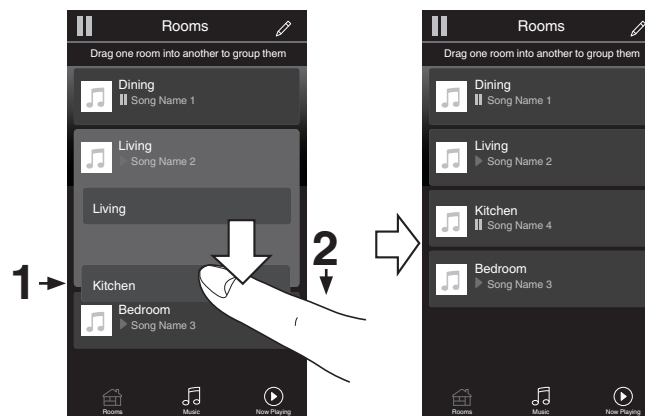 Rooms
Drag one room into another to group them
Dining
Song Name 1
Living
Song Name 2
Living
Kitchen
Bedroom
Song Name 3
Rooms
Music
Now Playing
1
2
Rooms
Drag one room into another to group them
Dining
Song Name 1
Living
Song Name 2
Kitchen
Song Name 4
Bedroom
Song Name 3
Rooms
Music
Now Playing